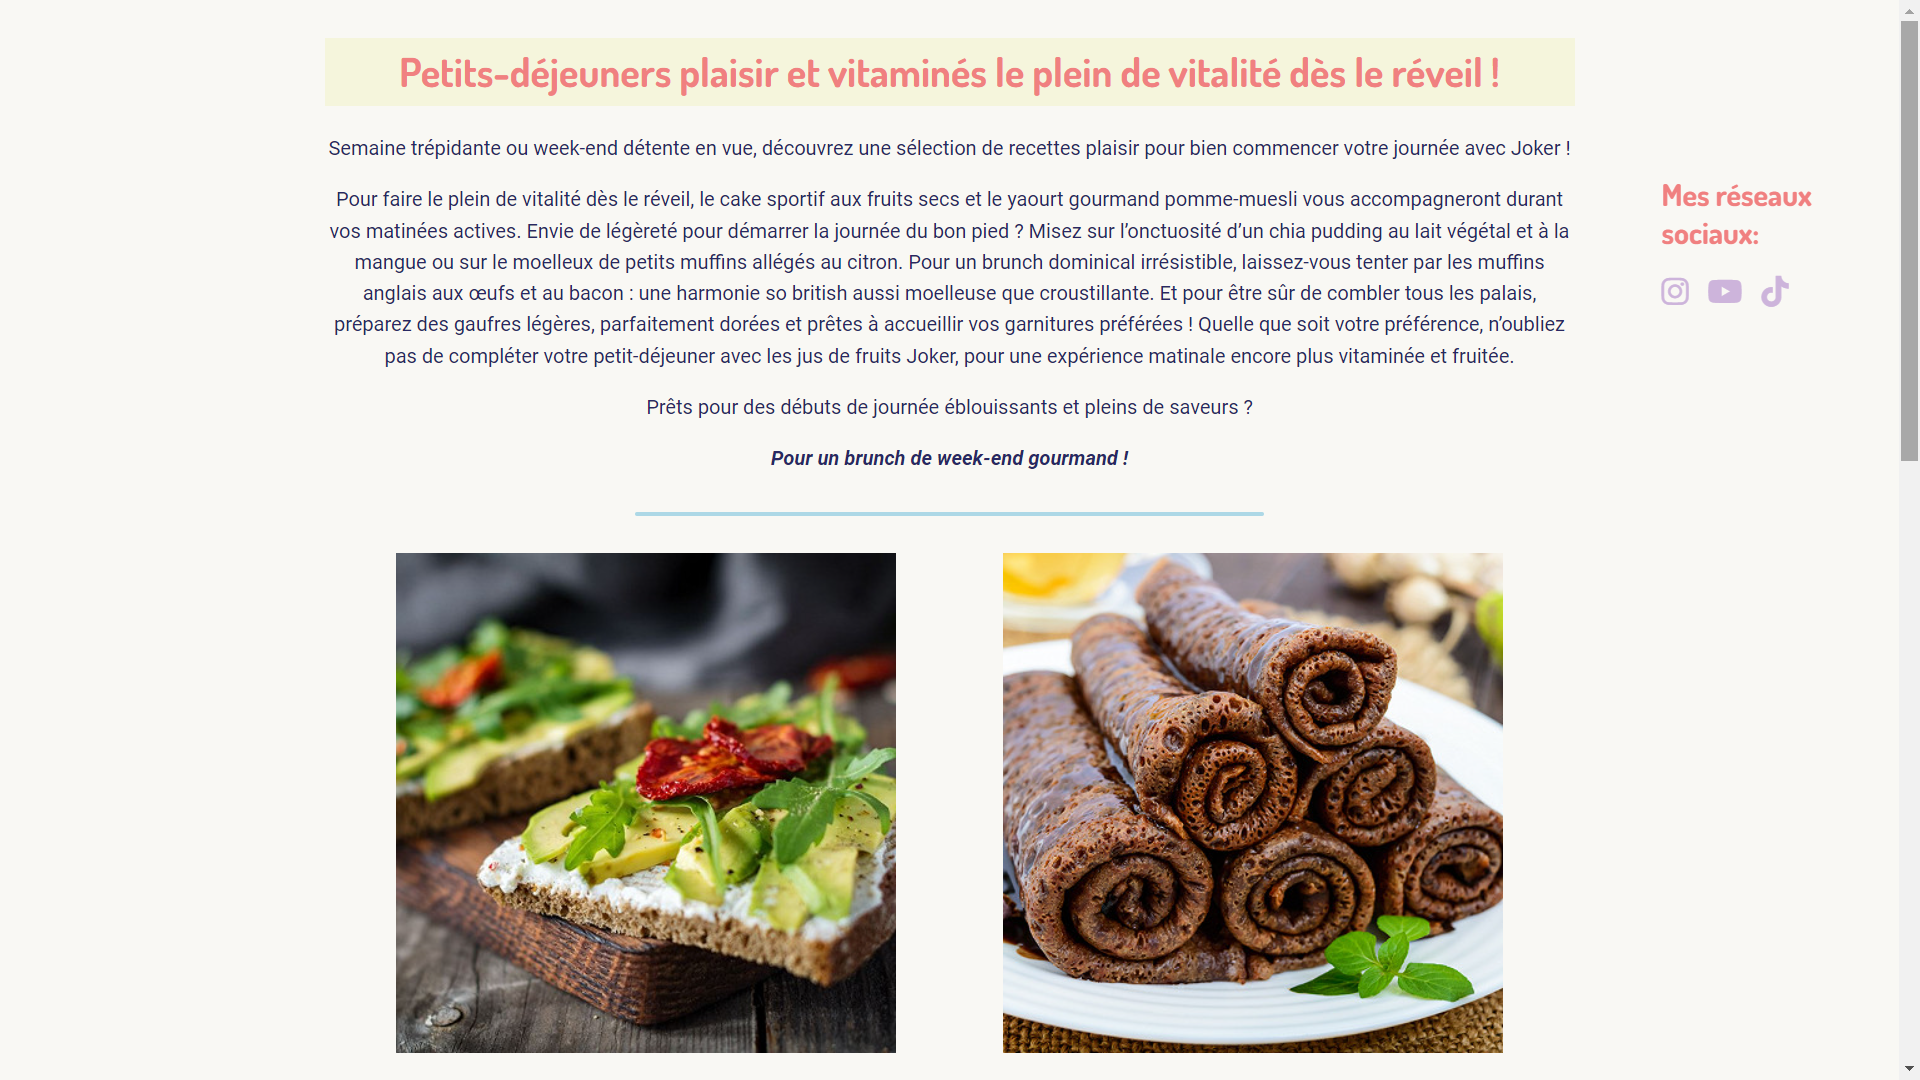 Petits-déjeuners plaisir et vitaminés le plein de vitalité dès le réveil !
Semaine trépidante ou week-end détente en vue, découvrez une sélection de recettes plaisir pour bien commencer votre journée avec Joker !
Pour faire le plein de vitalité dès le réveil, le cake sportif aux fruits secs et le yaourt gourmand pomme-muesli vous accompagneront durant
vos matinées actives. Envie de légèreté pour démarrer la journée du bon pied ? Misez sur l’onctuosité d’un chia pudding au lait végétal et à la
mangue ou sur le moelleux de petits muffins allégés au citron. Pour un brunch dominical irrésistible, laissez-vous tenter par les muffins
anglais aux œufs et au bacon : une harmonie so british aussi moelleuse que croustillante. Et pour être sûr de combler tous les palais,
préparez des gaufres légères, parfaitement dorées et prêtes à accueillir vos garnitures préférées ! Quelle que soit votre préférence, n’oubliez
pas de compléter votre petit-déjeuner avec les jus de fruits Joker, pour une expérience matinale encore plus vitaminée et fruitée.
Prêts pour des débuts de journée éblouissants et pleins de saveurs ?
Pour un brunch de week-end gourmand !
Mes réseaux
sociaux: